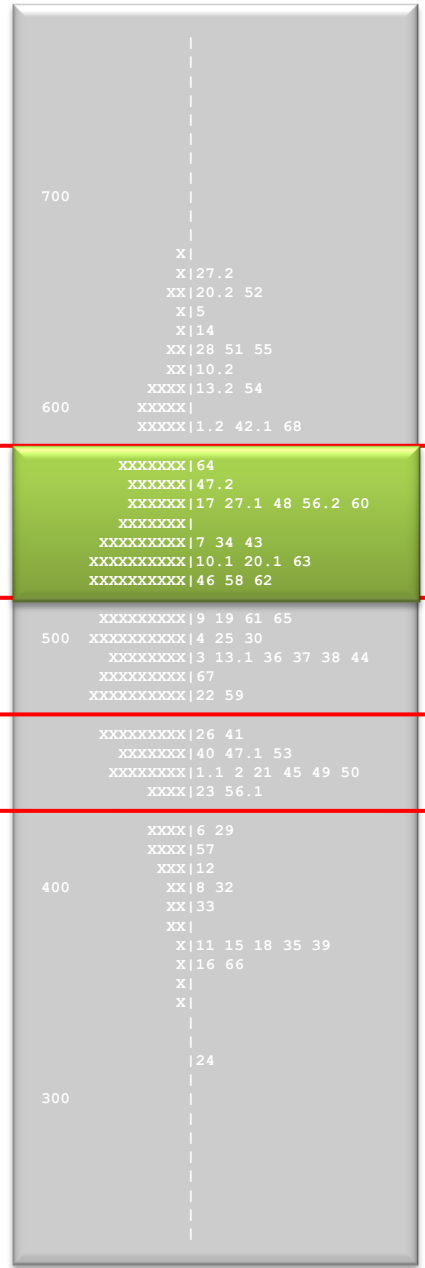 |
|
|
|
|
|
|
|
700 |
|
|
X|
X|27.2
XX|20.2 52
X|5
X|14
XX|28 51 55
XX|10.2
XXXX|13.2 54
600 XXXXX|
XXXXX|1.2 42.1 68
XXXXXXX|64
XXXXXX|47.2
XXXXXX|17 27.1 48 56.2 60
XXXXXXX|
XXXXXXXXX|7 34 43
XXXXXXXXXX|10.1 20.1 63
XXXXXXXXXX|46 58 62
XXXXXXXXX|9 19 61 65
500 XXXXXXXXXX|4 25 30
XXXXXXXX|3 13.1 36 37 38 44
XXXXXXXXX|67
XXXXXXXXXX|22 59
XXXXXXXXX|26 41
XXXXXXX|40 47.1 53
XXXXXXXX|1.1 2 21 45 49 50
XXXX|23 56.1
XXXX|6 29
XXXX|57
XXX|12
400 XX|8 32
XX|33
XX|
X|11 15 18 35 39
X|16 66
X|
X|
|
|
|24
|
300 |
|
|
|
|
|
|
|